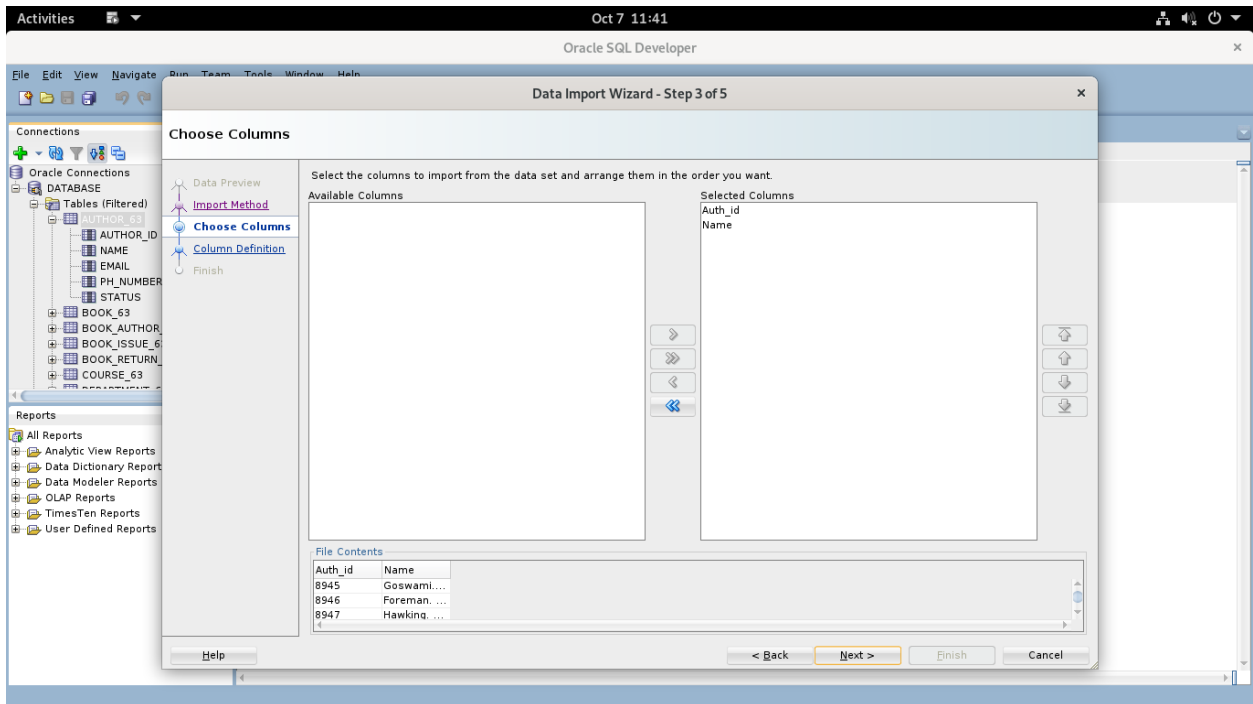 Activities
Oct 7 11:41
Oracle SQL Developer
File Edit View Navigate Run Team Tools Window Help
Data Import Wizard - Step 3 of 5
Connections
Oracle Connections
DATABASE
Tables (Filtered)
AUTHOR_63
AUTHOR_ID
NAME
EMAIL
PH_NUMBER
STATUS
BOOK_63
BOOK_AUTHOR_
BOOK_ISSUE_6
BOOK_RETURN_
COURSE_63
Reports
All Reports
Analytic View Reports
Data Dictionary Report
Data Modeler Reports
OLAP Reports
TimesTen Reports
User Defined Reports
Choose Columns
Data Preview
Import Method
Choose Columns
Column Definition
Finish
Select the columns to import from the data set and arrange them in the order you want.
Available Columns
Selected Columns
Auth_id
Name
File Contents
Auth_id Name
8945 Goswami....
8946 Foreman. ...
8947 Hawking. ...
Help
< Back Next > Finish Cancel